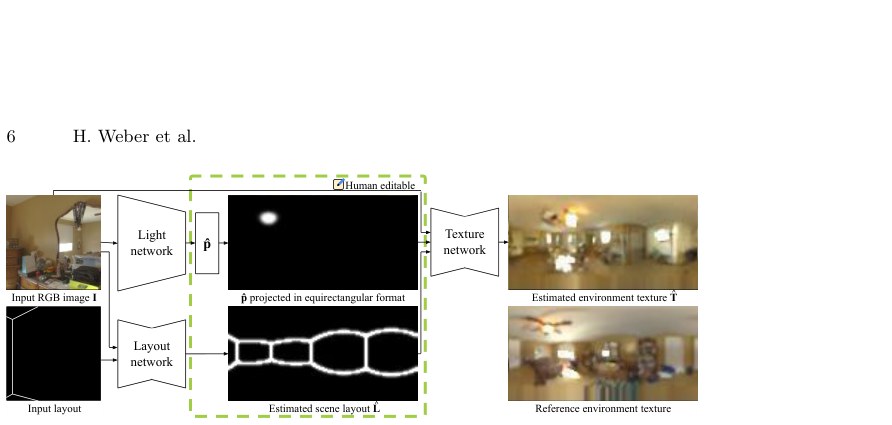 6 H. Weber et al.
Human editable
Light
network
p̂
Texture
network
Input RGB image I
p̂ projected in equirectangular format
Estimated environment texture T̂
Layout
network
Input layout
Estimated scene layout L̂
Reference environment texture